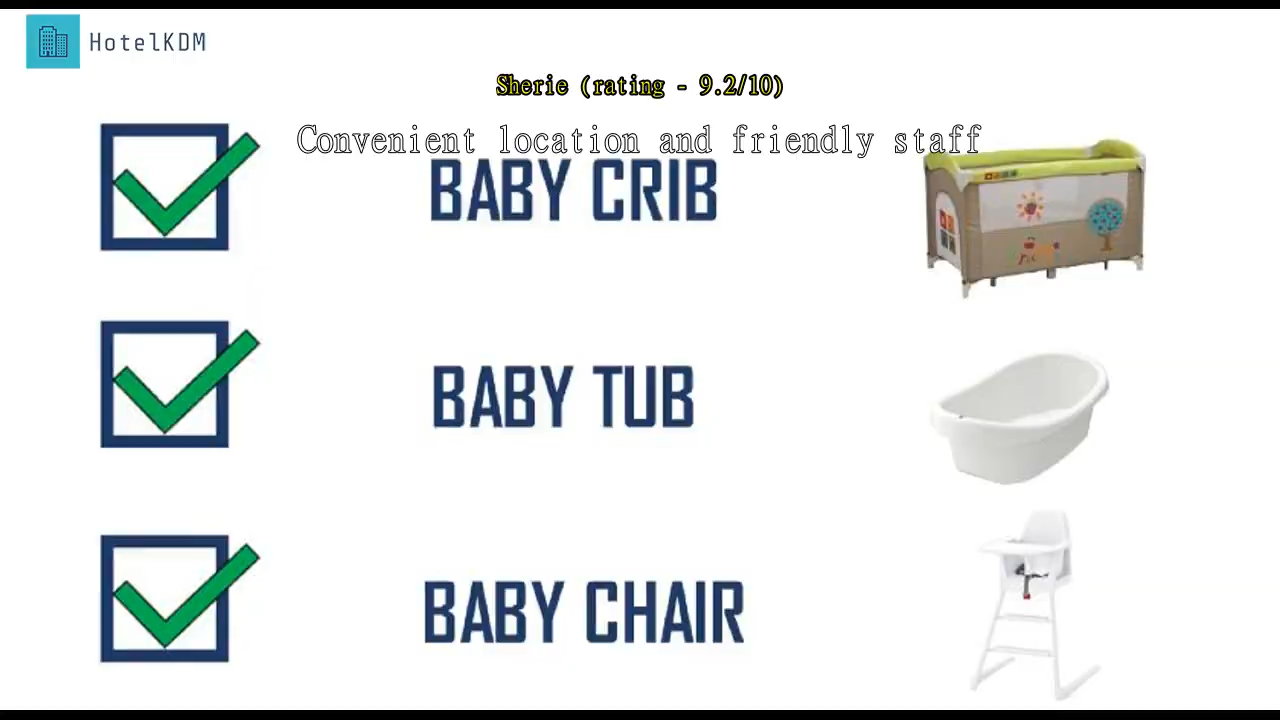 HotelKDM
Sherie (rating - 9.2/10)
Convenient location and friendly staff
BABY CRIB
BABY TUB
BABY CHAIR